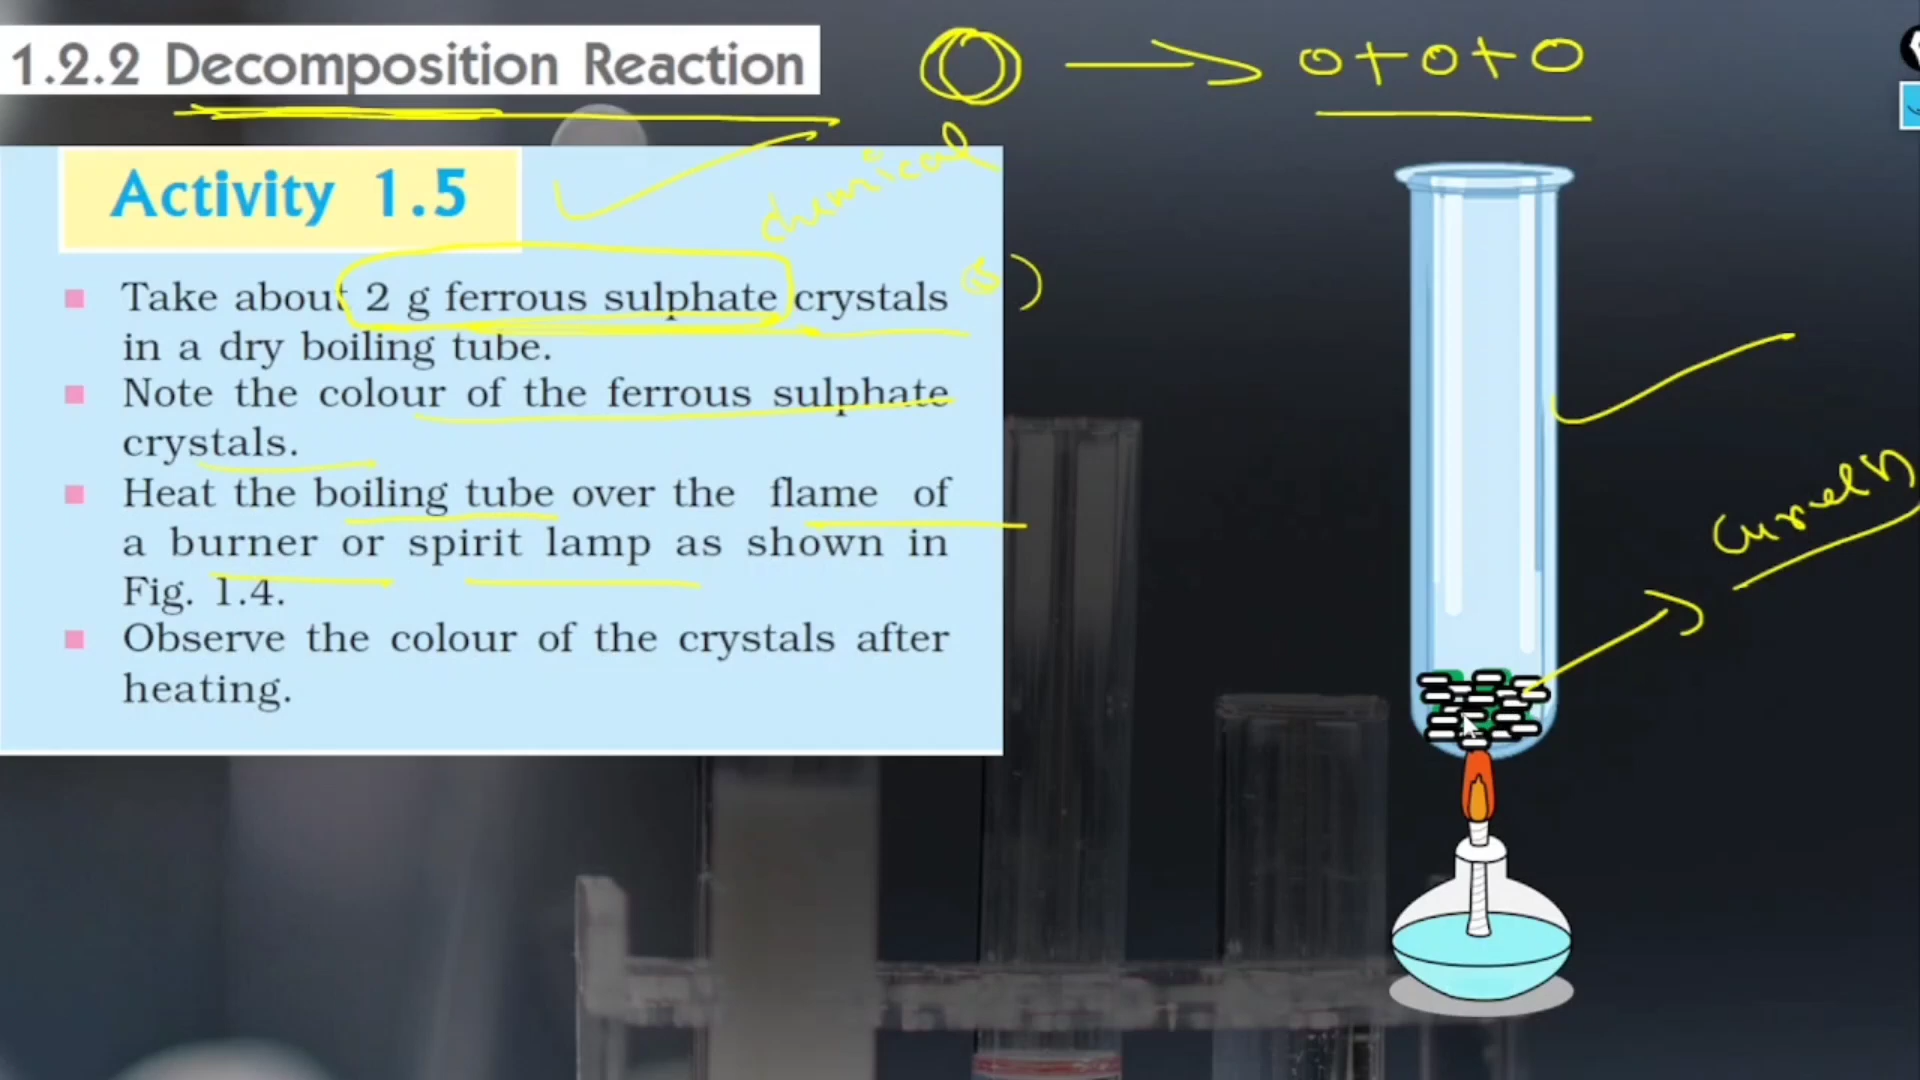 1.2.2 Decomposition Reaction
o + o + o
Activity 1.5
chemical
Take about 2 g ferrous sulphate crystals (s)
in a dry boiling tube.
Note the colour of the ferrous sulphate
crystals.
Heat the boiling tube over the flame of
a burner or spirit lamp as shown in
Fig. 1.4.
Observe the colour of the crystals after
heating.